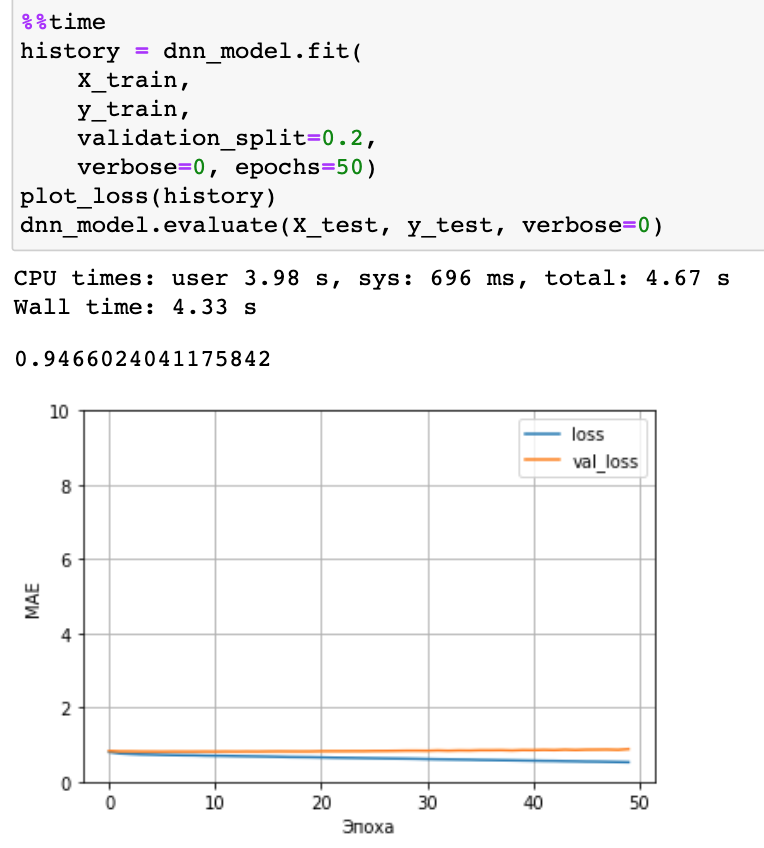 %%time
history = dnn_model.fit(
    X_train,
    y_train,
    validation_split=0.2,
    verbose=0, epochs=50)
plot_loss(history)
dnn_model.evaluate(X_test, y_test, verbose=0)
CPU times: user 3.98 s, sys: 696 ms, total: 4.67 s
Wall time: 4.33 s
0.9466024041175842
10
8
6
4
2
0
MAE
loss
val_loss
0 10 20 30 40 50
Эпоха